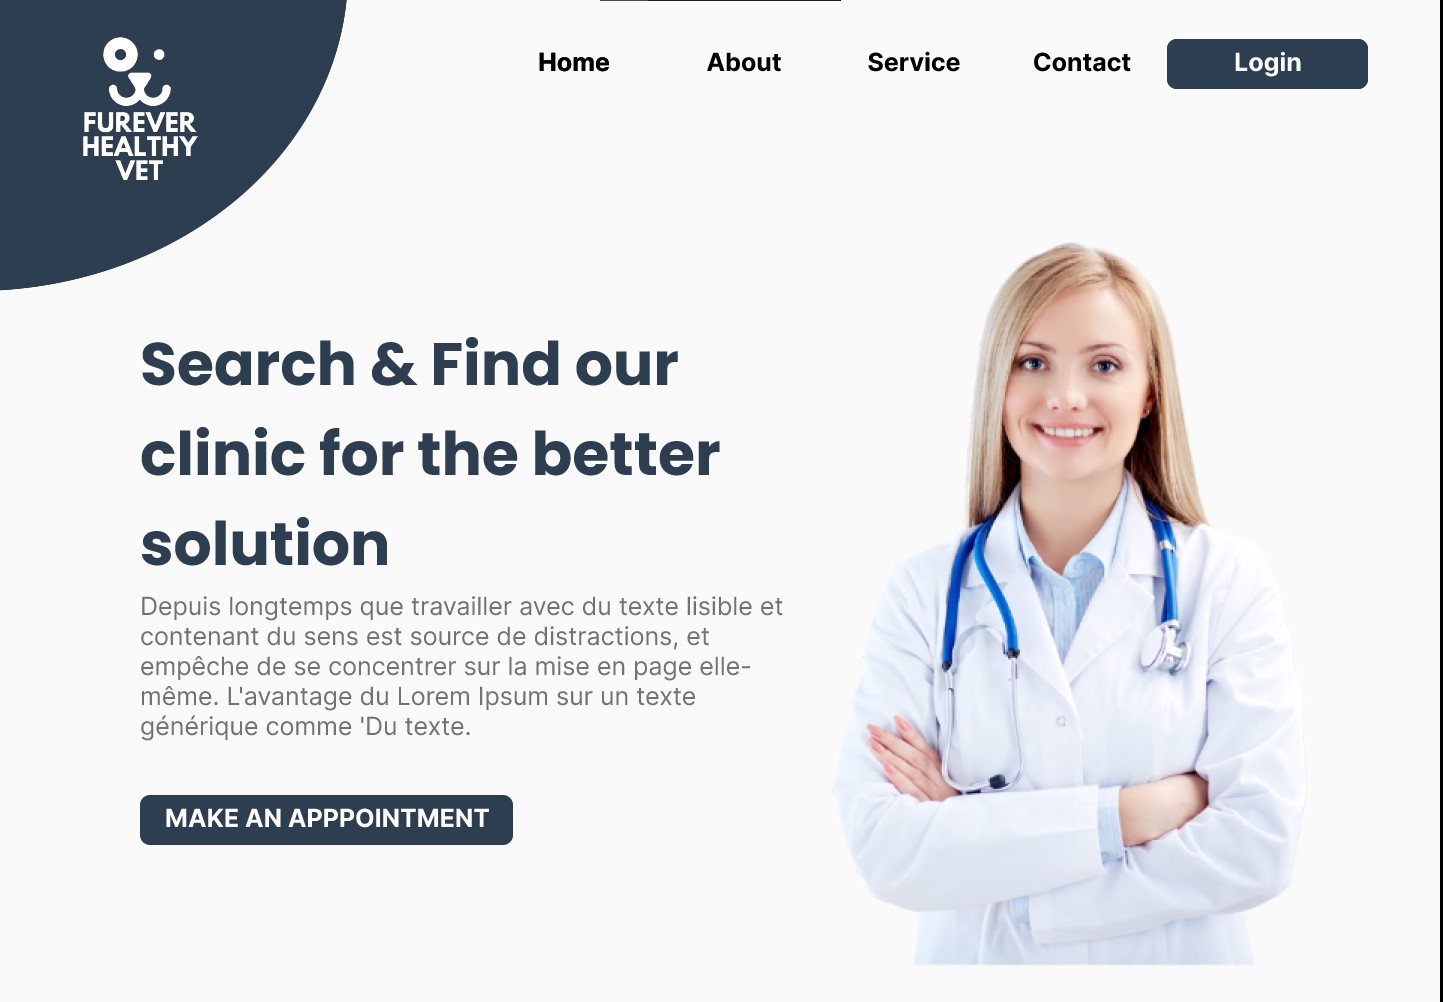 FUREVER
HEALTHY
VET
Home About Service Contact Login
Search & Find our
clinic for the better
solution
Depuis longtemps que travailler avec du texte lisible et
contenant du sens est source de distractions, et
empêche de se concentrer sur la mise en page elle-
même. L'avantage du Lorem Ipsum sur un texte
générique comme 'Du texte.
MAKE AN APPPOINTMENT